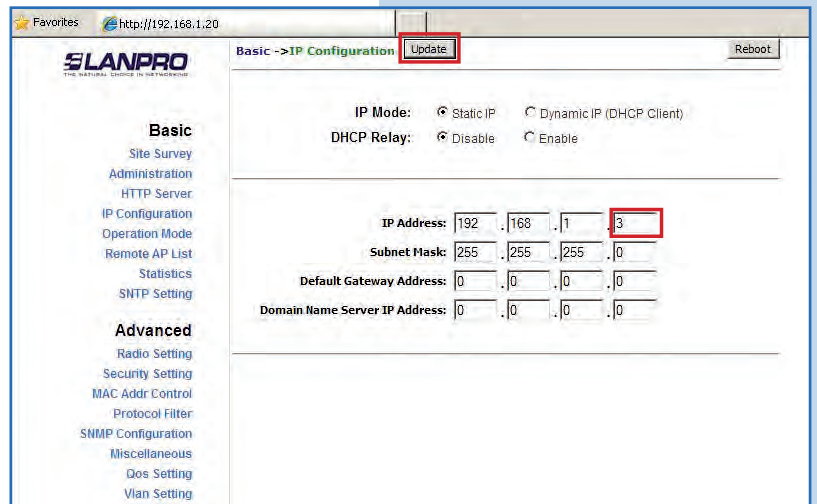 Favorites http://192.168.1.20
LANPRO
THE NATURAL CHOICE IN NETWORKING
Basic ->IP Configuration Update Reboot
IP Mode: Static IP Dynamic IP (DHCP Client)
DHCP Relay: Disable Enable
IP Address: 192 . 168 . 1 . 3
Subnet Mask: 255 . 255 . 255 . 0
Default Gateway Address: 0 . 0 . 0 . 0
Domain Name Server IP Address: 0 . 0 . 0 . 0
Basic
Site Survey
Administration
HTTP Server
IP Configuration
Operation Mode
Remote AP List
Statistics
SNTP Setting
Advanced
Radio Setting
Security Setting
MAC Addr Control
Protocol Filter
SNMP Configuration
Miscellaneous
Qos Setting
Vlan Setting